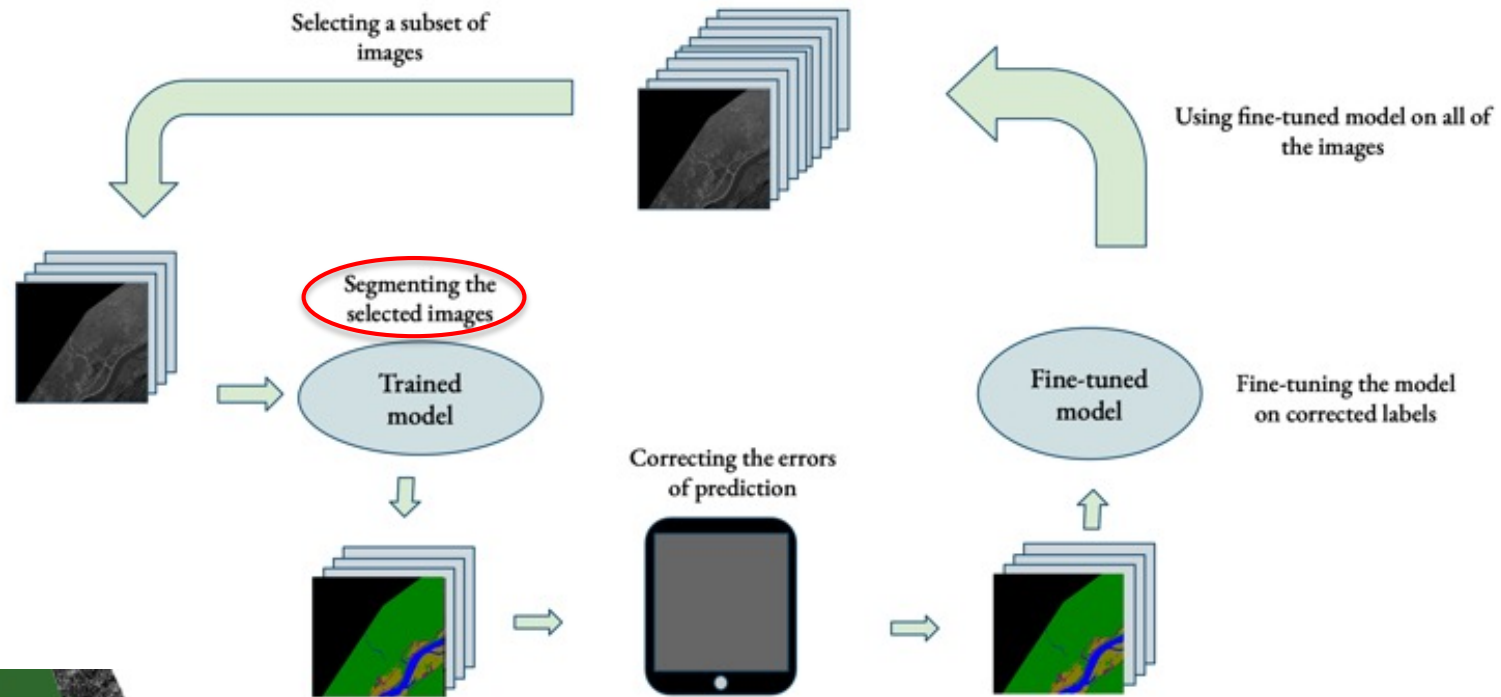 Selecting a subset of
images
Using fine-tuned model on all of
the images
Segmenting the
selected images
Trained
model
Fine-tuned
model
Fine-tuning the model
on corrected labels
Correcting the errors
of prediction